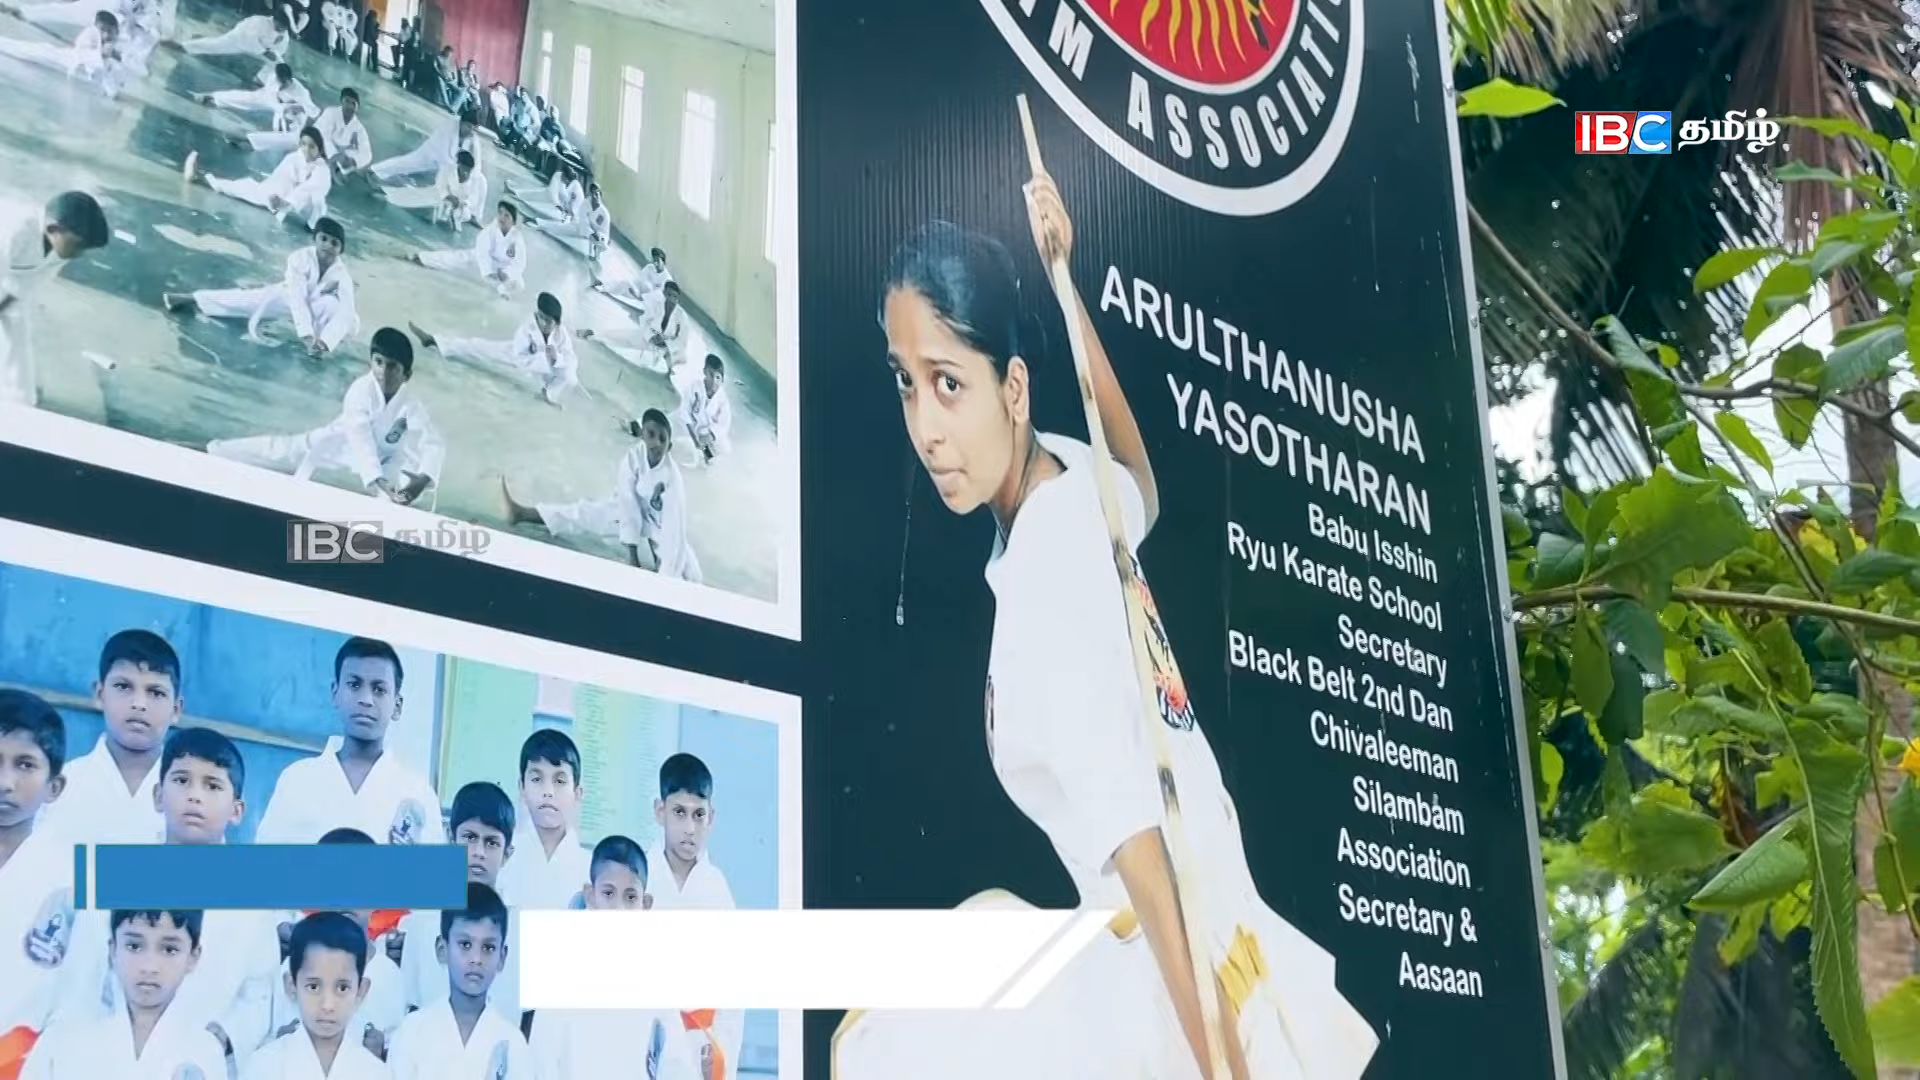 ASSOCIATIO
IBC தமிழ்
ARULTHANUSHA
YASOTHARAN
Babu Isshin
Ryu Karate School
Secretary
Black Belt 2nd Dan
Chivaleeman
Silambam
Association
Secretary &
Aasaan
IBC தமிழ்